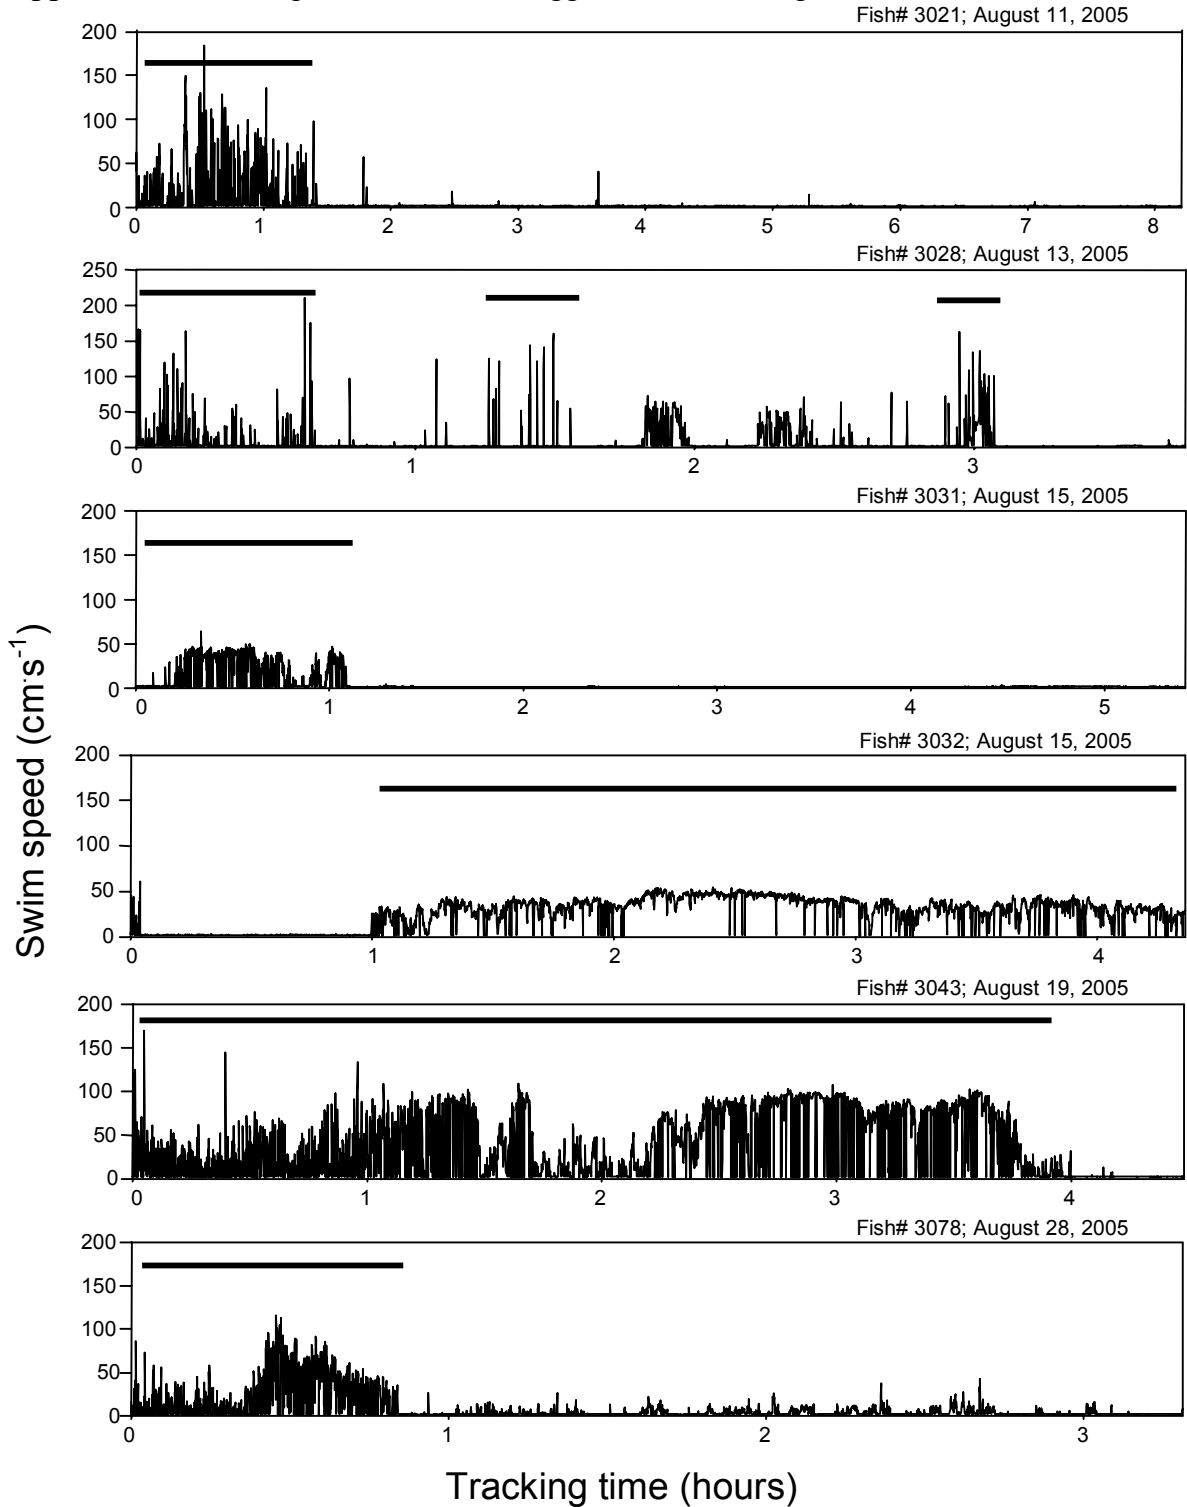 Fish# 3021; August 11, 2005
200
150
100
50
0
0 1 2 3 4 5 6 7 8
Fish# 3028; August 13, 2005
250
200
150
100
50
0
0 1 2 3
Fish# 3031; August 15, 2005
200
150
100
50
0
0 1 2 3 4 5
Fish# 3032; August 15, 2005
200
150
100
50
0
0 1 2 3 4
Fish# 3043; August 19, 2005
200
150
100
50
0
0 1 2 3 4
Fish# 3078; August 28, 2005
200
150
100
50
0
0 1 2 3
Swim speed (cm·s⁻¹)
Tracking time (hours)